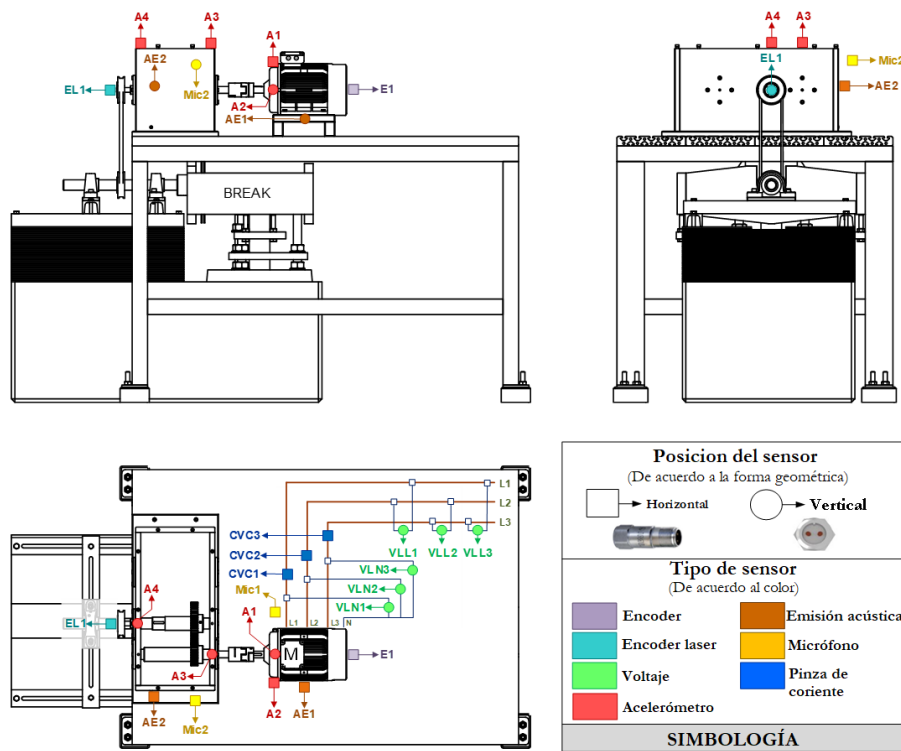 A4
A3
A1
AE2
Mic2
EL1
E1
A2
AE1
BREAK
A4
A3
EL1
Mic2
AE2
L1
L2
L3
CVC3
CVC2
CVC1
VLL1
VLL2
VLL3
VLN3
VLN2
VLN1
Mic1
A1
L1
L2
L3
N
A4
EL1
M
E1
A3
A2
AE1
AE2
Mic2
Posicion del sensor
(De acuerdo a la forma geométrica)
Horizontal
Vertical
Tipo de sensor
(De acuerdo al color)
Encoder
Emisión acústica
Encoder laser
Micrófono
Voltaje
Pinza de
coriente
Acelerómetro
SIMBOLOGÍA